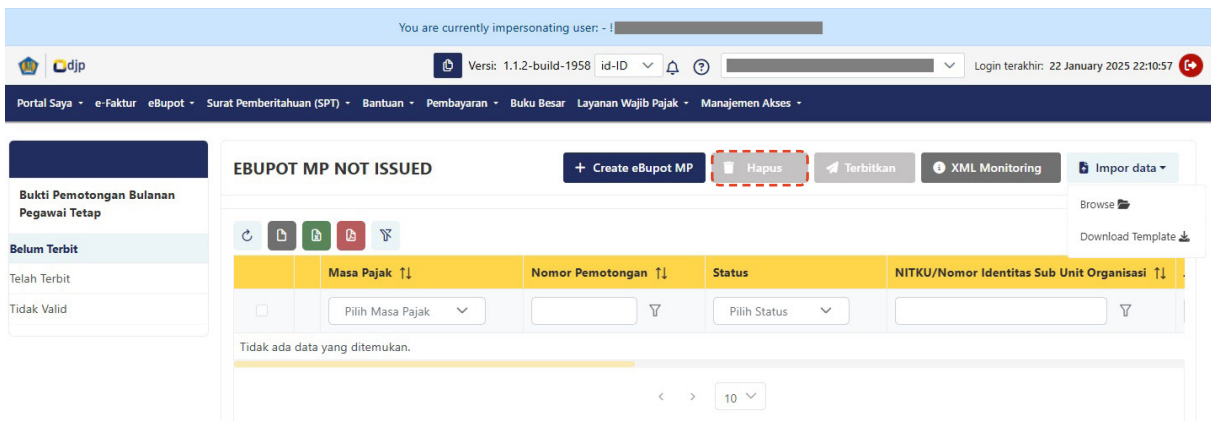 You are currently impersonating user: - !
djp
Versi: 1.1.2-build-1958 id-ID
Login terakhir: 22 January 2025 22:10:57
Portal Saya e-Faktur eBupot Surat Pemberitahuan (SPT) Bantuan Pembayaran Buku Besar Layanan Wajib Pajak Manajemen Akses
EBUPOT MP NOT ISSUED
+ Create eBupot MP Hapus Terbitkan XML Monitoring Impor data
Browse
Download Template
Bukti Pemotongan Bulanan
Pegawai Tetap
Belum Terbit
Telah Terbit
Tidak Valid
Masa Pajak Nomor Pemotongan Status NITKU/Nomor Identitas Sub Unit Organisasi
Pilih Masa Pajak Pilih Status
Tidak ada data yang ditemukan.
< > 10